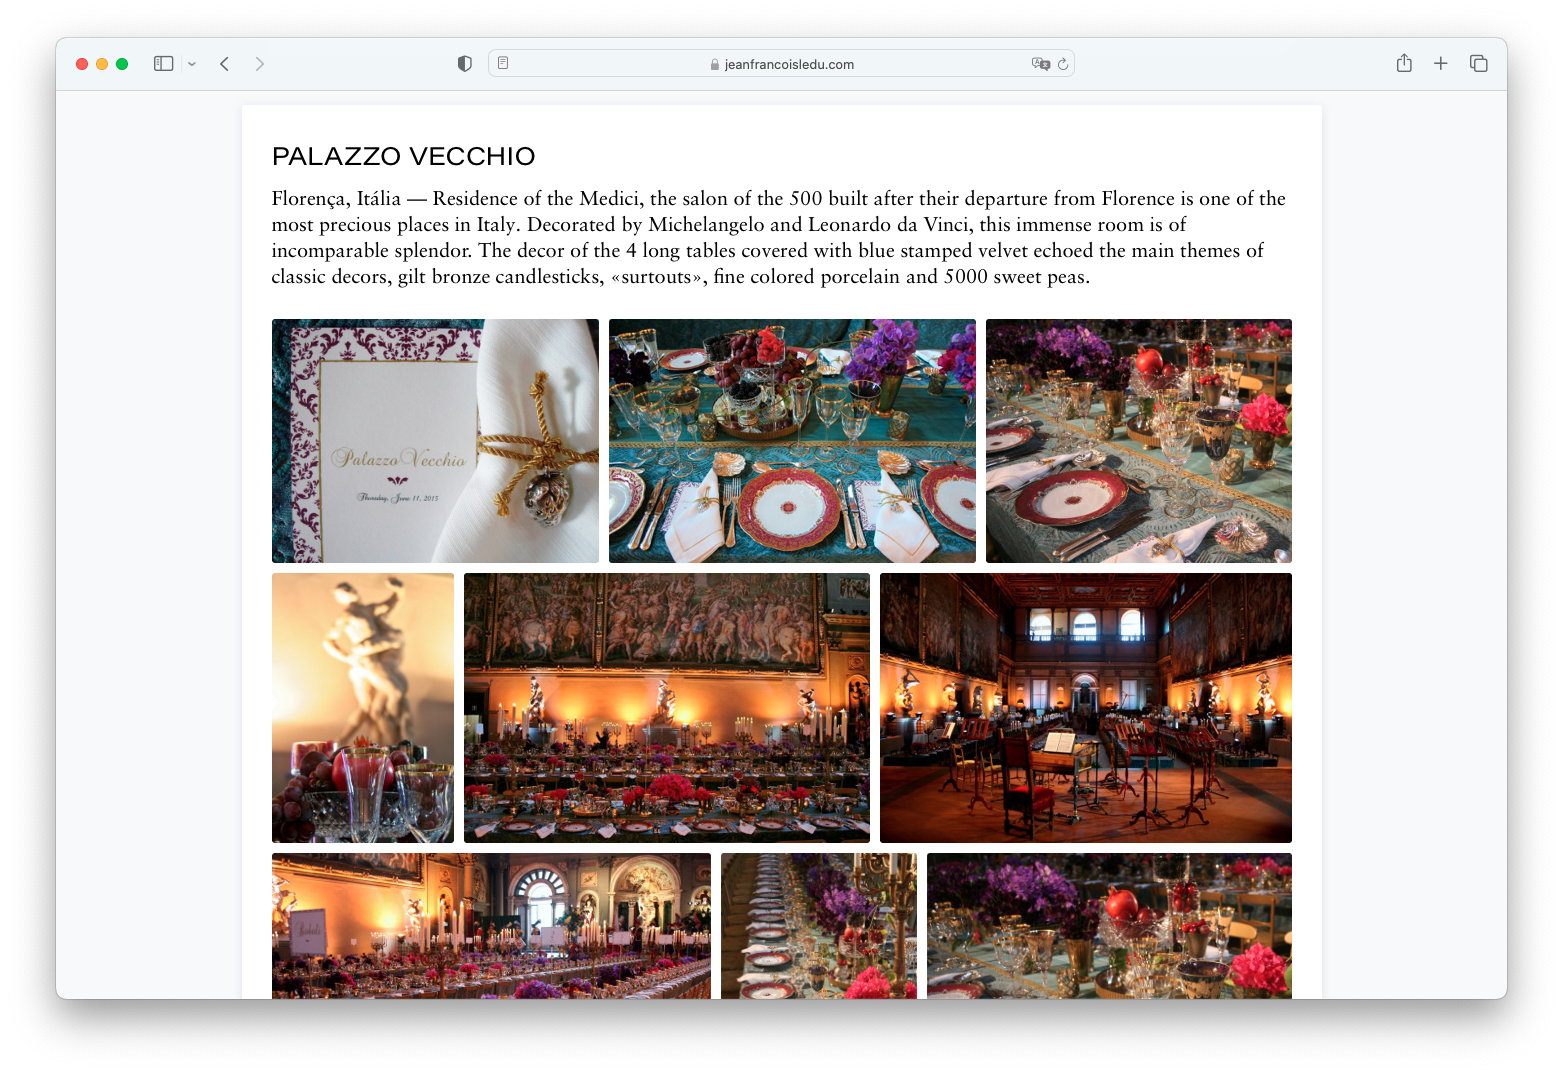 jeanfrancoisledu.com
PALAZZO VECCHIO
Florença, Itália — Residence of the Medici, the salon of the 500 built after their departure from Florence is one of the
most precious places in Italy. Decorated by Michelangelo and Leonardo da Vinci, this immense room is of
incomparable splendor. The decor of the 4 long tables covered with blue stamped velvet echoed the main themes of
classic decors, gilt bronze candlesticks, «surtouts», fine colored porcelain and 5000 sweet peas.
Palazzo Vecchio
Thursday, June 11, 2015